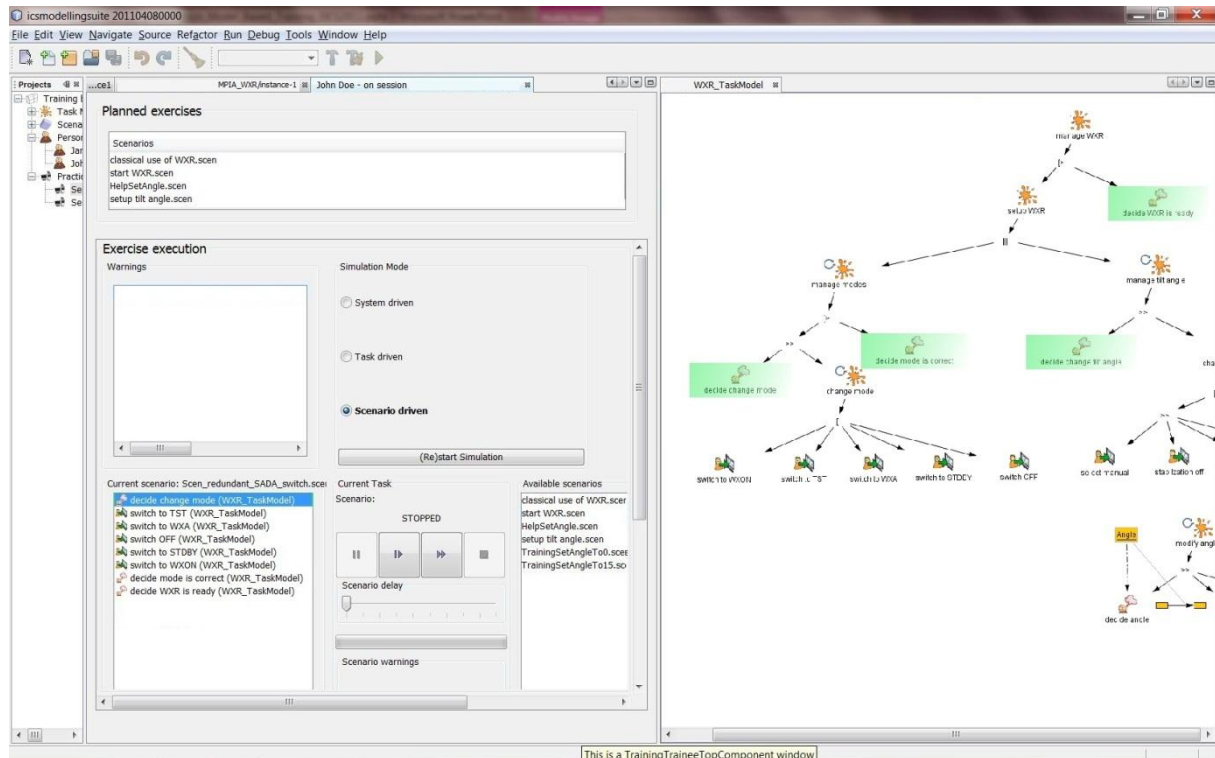 icsmodellingsuite 201104080000
File Edit View Navigate Source Refactor Run Debug Tools Window Help
Projects
...ce1
MPIA_WXR/instance-1
John Doe - on session
WXR_TaskModel
Training
Task
Scena
Person
Jar
Joh
Practi
Se
Se
Planned exercises
Scenarios
classical use of WXR.scen
start WXR.scen
HelpSetAngle.scen
setup tilt angle.scen
Exercise execution
Warnings
Simulation Mode
System driven
Task driven
Scenario driven
(Re)start Simulation
Current scenario: Scen_redundant_SADA_switch.scen
decide change mode (WXR_TaskModel)
switch to TST (WXR_TaskModel)
switch to WXA (WXR_TaskModel)
switch OFF (WXR_TaskModel)
switch to STDBY (WXR_TaskModel)
switch to WXON (WXR_TaskModel)
decide mode is correct (WXR_TaskModel)
decide WXR is ready (WXR_TaskModel)
Current Task
Scenario:
STOPPED
Scenario delay
Scenario warnings
Available scenarios
classical use of WXR.scer
start WXR.scen
HelpSetAngle.scen
setup tilt angle.scen
TrainingSetAngleTo0.scen
TrainingSetAngleTo15.sc
manage WXR
[>
setup WXR
decide WXR is ready
|||
manage modes
manage tilt angle
>>
>>
decide change mode
decide mode is correct
decide change tilt angle
cha
change mode
>>
switch to WXON
switch to TST
switch to WXA
switch to STDBY
switch OFF
select manual
stabilization off
Angle
modify angl
>>
decide angle
This is a TrainingTraineeTopComponent window